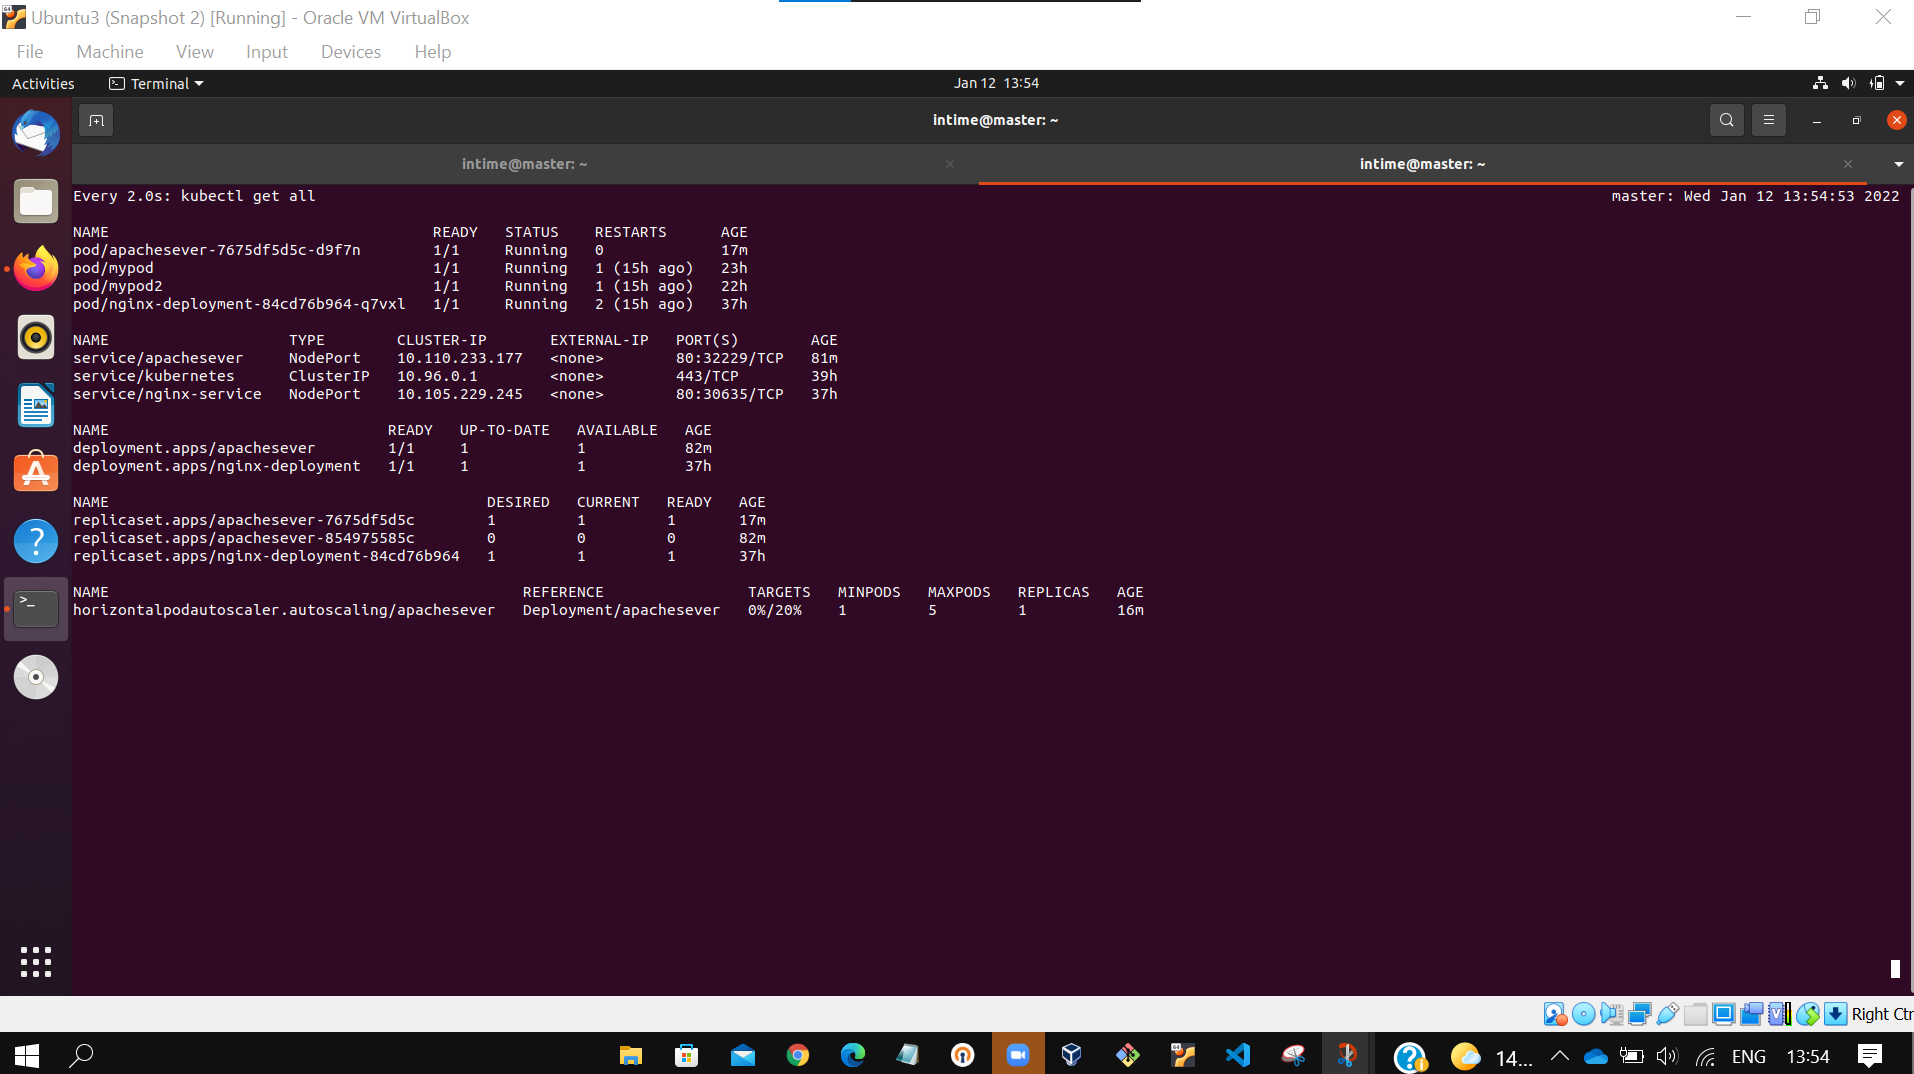 Ubuntu3 (Snapshot 2) [Running] - Oracle VM VirtualBox
File Machine View Input Devices Help
Activities Terminal Jan 12 13:54
intime@master: ~
intime@master: ~ intime@master: ~
Every 2.0s: kubectl get all master: Wed Jan 12 13:54:53 2022
NAME READY STATUS RESTARTS AGE
pod/apachesever-7675df5d5c-d9f7n 1/1 Running 0 17m
pod/mypod 1/1 Running 1 (15h ago) 23h
pod/mypod2 1/1 Running 1 (15h ago) 22h
pod/nginx-deployment-84cd76b964-q7vxl 1/1 Running 2 (15h ago) 37h
NAME TYPE CLUSTER-IP EXTERNAL-IP PORT(S) AGE
service/apachesever NodePort 10.110.233.177 <none> 80:32229/TCP 81m
service/kubernetes ClusterIP 10.96.0.1 <none> 443/TCP 39h
service/nginx-service NodePort 10.105.229.245 <none> 80:30635/TCP 37h
NAME READY UP-TO-DATE AVAILABLE AGE
deployment.apps/apachesever 1/1 1 1 82m
deployment.apps/nginx-deployment 1/1 1 1 37h
NAME DESIRED CURRENT READY AGE
replicaset.apps/apachesever-7675df5d5c 1 1 1 17m
replicaset.apps/apachesever-854975585c 0 0 0 82m
replicaset.apps/nginx-deployment-84cd76b964 1 1 1 37h
NAME REFERENCE TARGETS MINPODS MAXPODS REPLICAS AGE
horizontalpodautoscaler.autoscaling/apachesever Deployment/apachesever 0%/20% 1 5 1 16m
Right Ctr
14... ENG 13:54